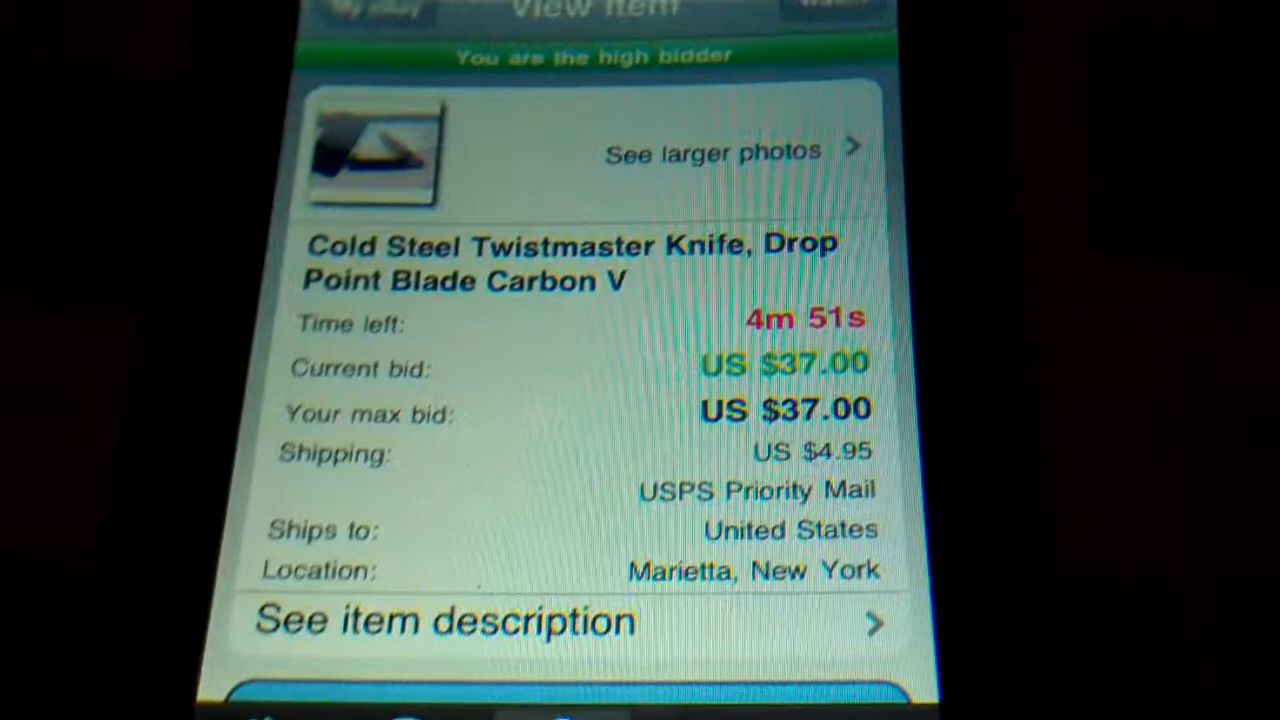 My eBay View Item
You are the high bidder
See larger photos
Cold Steel Twistmaster Knife, Drop
Point Blade Carbon V
Time left: 4m 51s
Current bid: US $37.00
Your max bid: US $37.00
Shipping: US $4.95
USPS Priority Mail
Ships to: United States
Location: Marietta, New York
See item description